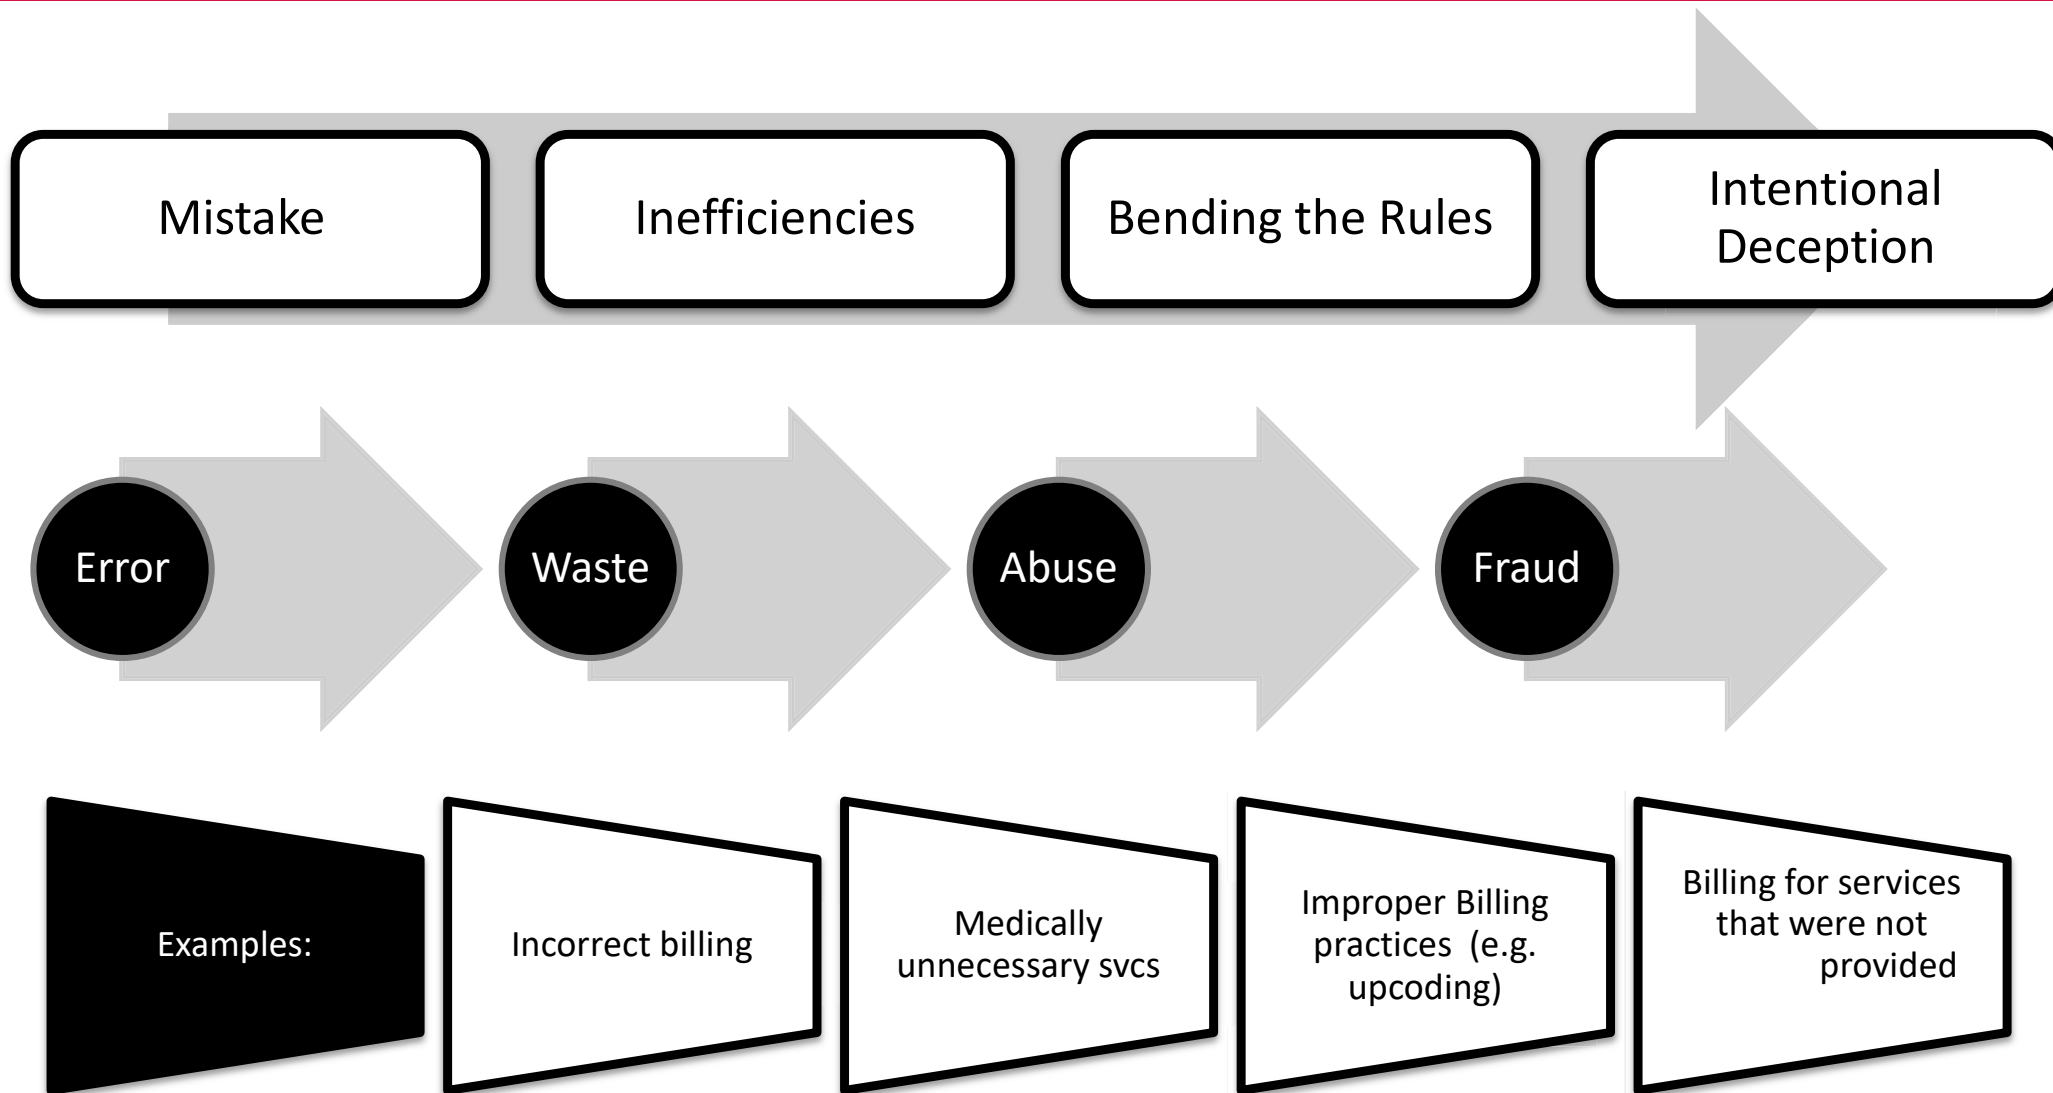 Mistake
Inefficiencies
Bending the Rules
Intentional
Deception
Error
Waste
Abuse
Fraud
Examples:
Incorrect billing
Medically
unnecessary svcs
Improper Billing
practices  (e.g.
upcoding)
Billing for services
that were not
provided